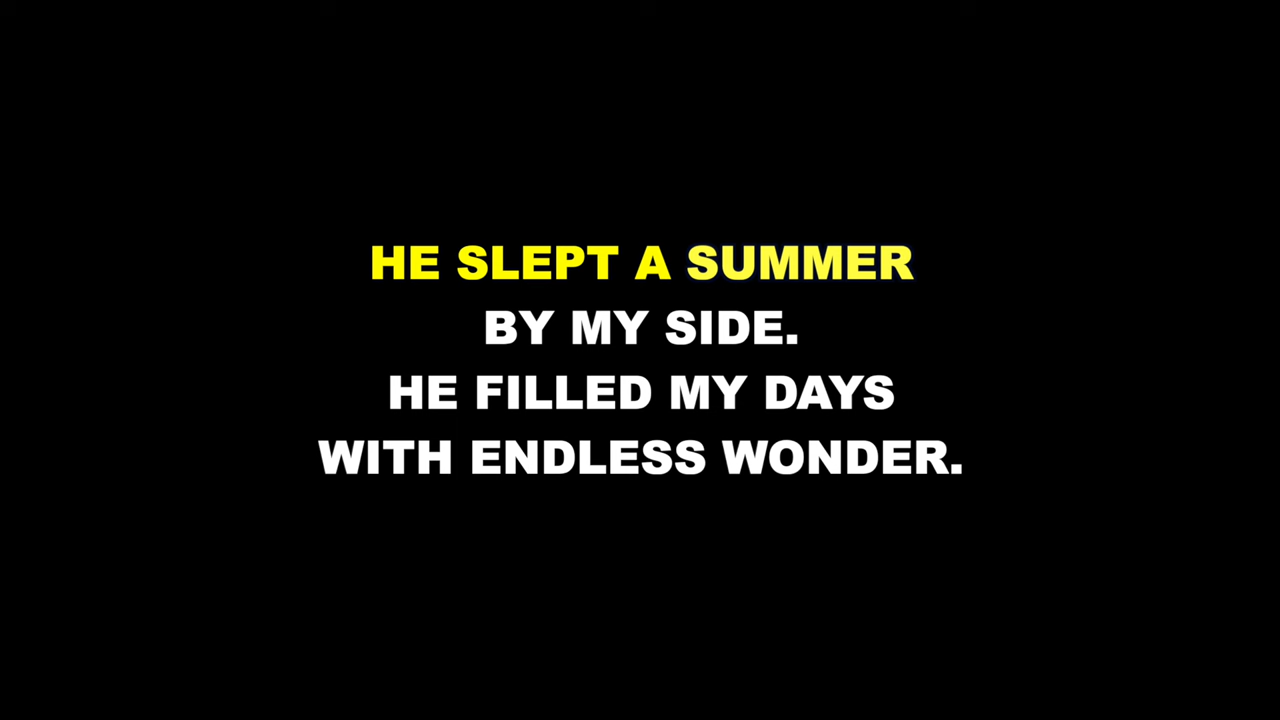 HE SLEPT A SUMMER
BY MY SIDE.
HE FILLED MY DAYS
WITH ENDLESS WONDER.